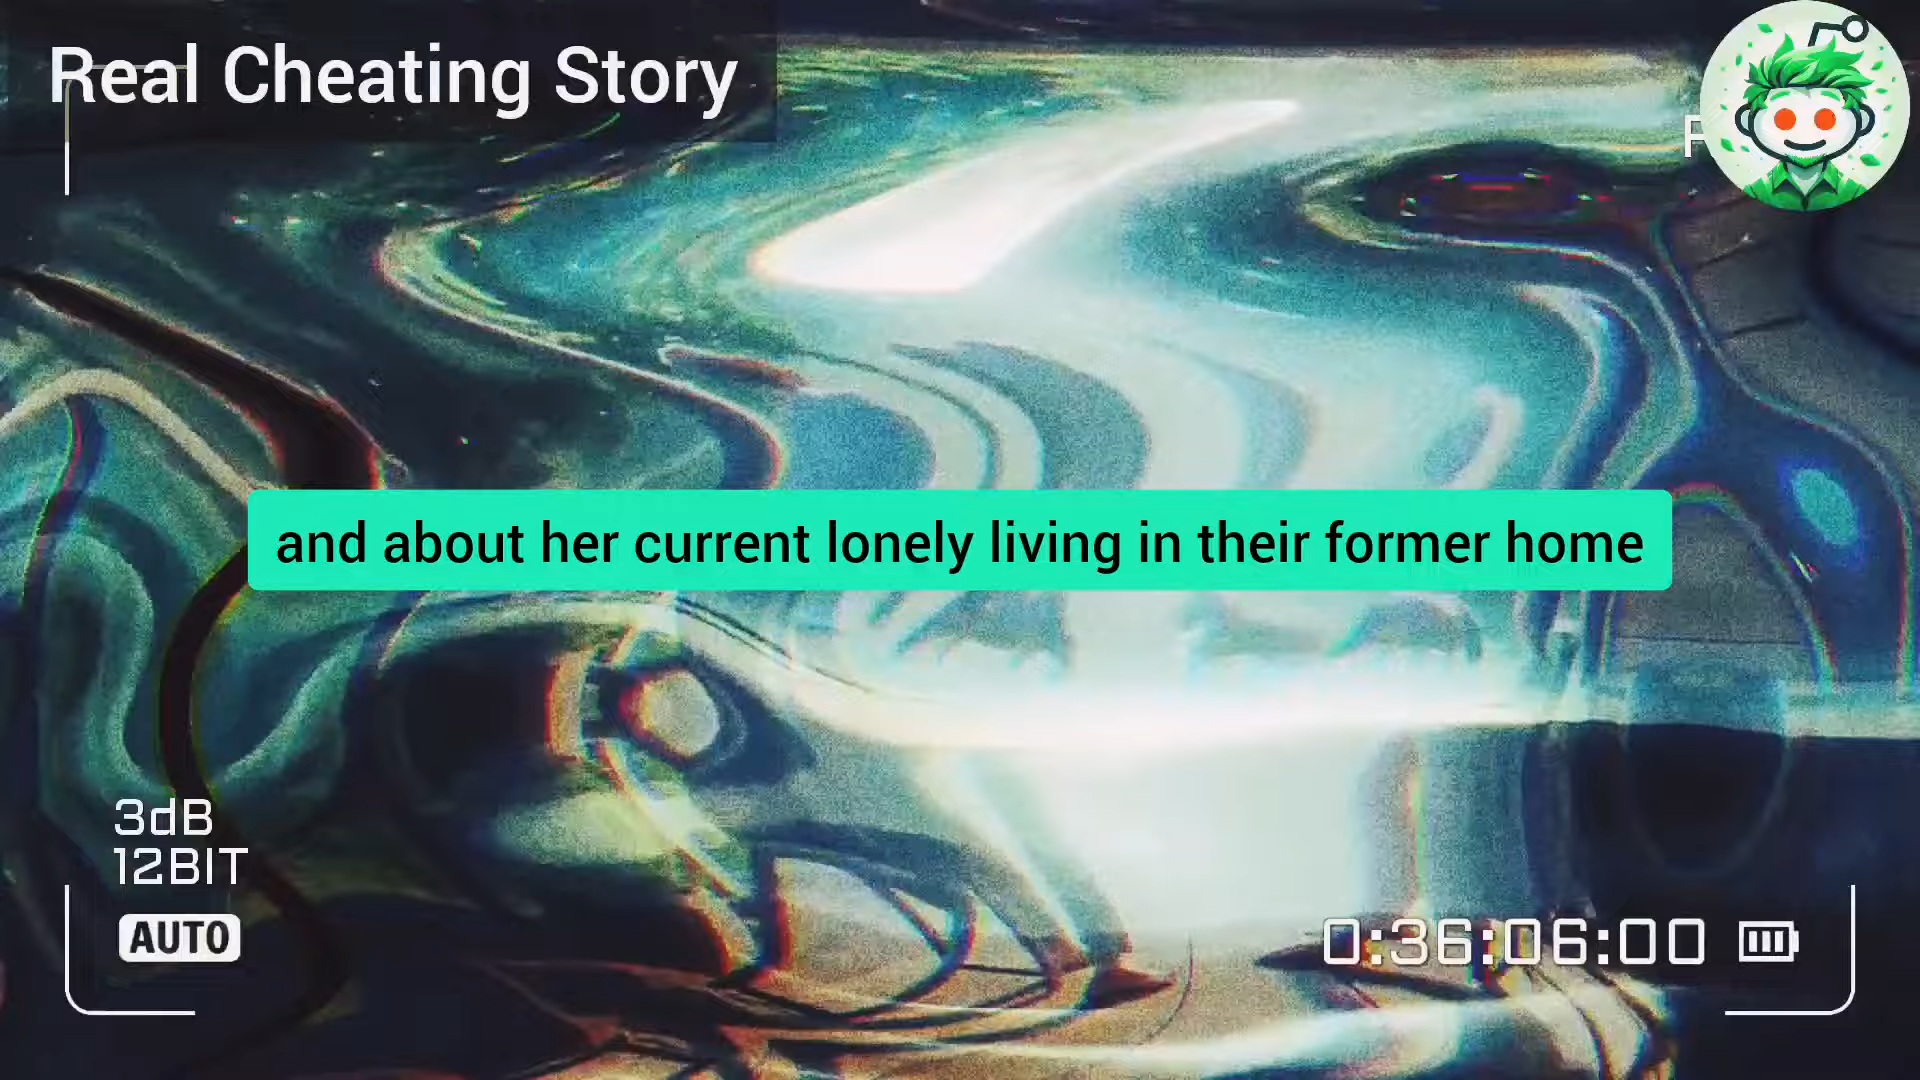 Real Cheating Story
and about her current lonely living in their former home
3dB
12BIT
AUTO
0:36:06:00